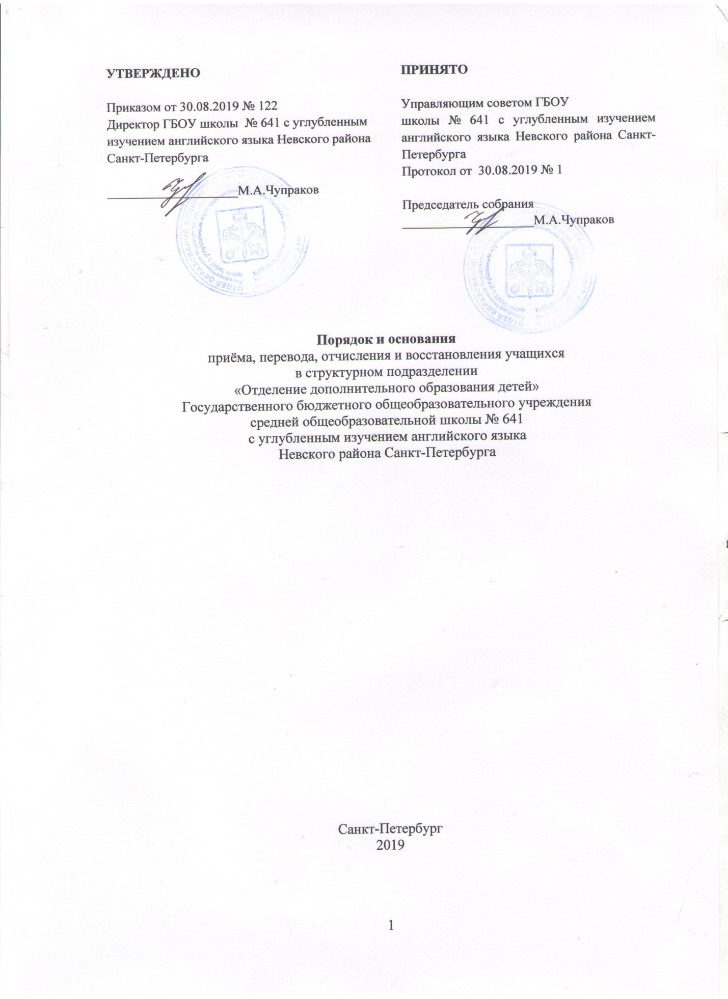 УТВЕРЖДЕНО
Приказом от 30.08.2019 № 122
Директор ГБОУ школы № 641 с углубленным
изучением английского языка Невского района
Санкт-Петербурга
М.А.Чупраков
ПРИНЯТО
Управляющим советом ГБОУ
школы № 641 с углубленным изучением
английского языка Невского района Санкт-
Петербурга
Протокол от 30.08.2019 № 1
Председатель собрания
М.А.Чупраков
ОТДЕЛ ОБРАЗОВАНИЯ
ОТДЕЛ ОБРАЗОВАНИЯ
Порядок и основания
приёма, перевода, отчисления и восстановления учащихся
в структурном подразделении
«Отделение дополнительного образования детей»
Государственного бюджетного общеобразовательного учреждения
средней общеобразовательной школы № 641
с углубленным изучением английского языка
Невского района Санкт-Петербурга
Санкт-Петербург
2019
1